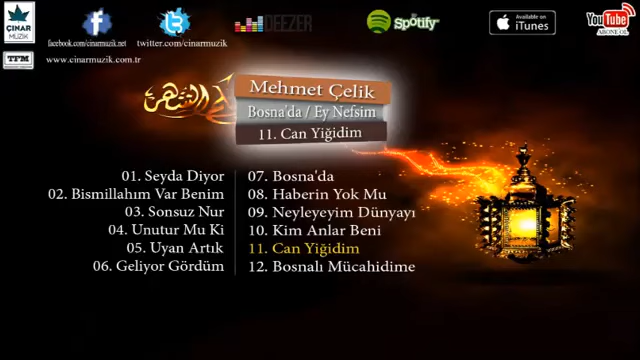 ÇINAR
MÜZİK
TFM
facebook.com/cinarmuzik.net
twitter.com/cinarmuzik
DEEZER
Spotify
Available on
iTunes
YouTube
ABONE OL
www.cinarmuzik.com.tr
Mehmet Çelik
Bosna'da / Ey Nefsim
11. Can Yiğidim
01. Seyda Diyor
02. Bismillahım Var Benim
03. Sonsuz Nur
04. Unutur Mu Ki
05. Uyan Artık
06. Geliyor Gördüm
07. Bosna'da
08. Haberin Yok Mu
09. Neyleyeyim Dünyayı
10. Kim Anlar Beni
11. Can Yiğidim
12. Bosnalı Mücahidime